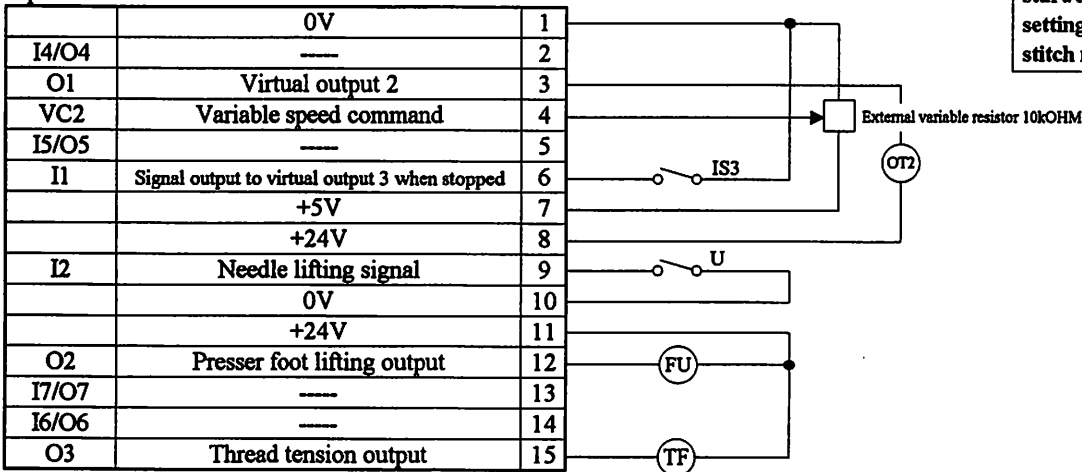 0V 1
I4/O4 ----- 2
O1 Virtual output 2 3
VC2 Variable speed command 4
I5/O5 ----- 5
I1 Signal output to virtual output 3 when stopped 6
+5V 7
+24V 8
I2 Needle lifting signal 9
0V 10
+24V 11
O2 Presser foot lifting output 12
I7/O7 ----- 13
I6/O6 ----- 14
O3 Thread tension output 15
setting
stitch
External variable resistor 10kOHM
OT2
IS3
U
FU
TF